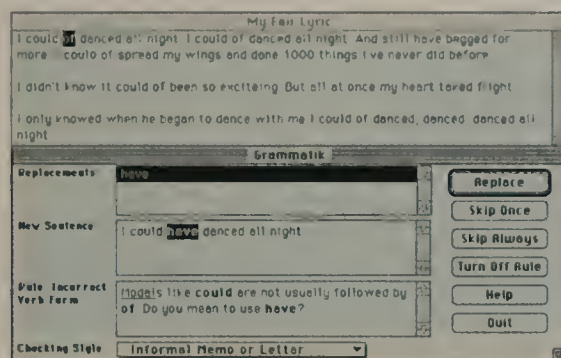 My Fair Lyric
I could of danced all night. I could of danced all night. And still have begged for
more. I could of spread my wings and done 1000 things I've never did before.
I didn't know it could of been so exciteing. But all at once my heart taked flight.
I only knowed when he began to dance with me I could of danced, danced, danced all
night.
Grammatik
Replacements
have
Replace
Skip Once
New Sentence
I could have danced all night
Skip Always
Turn Off Rule
Rule: Incorrect
Verb Form
Modals like could are not usually followed by
of. Do you mean to use have?
Help
Quit
Checking Style
Informal Memo or Letter